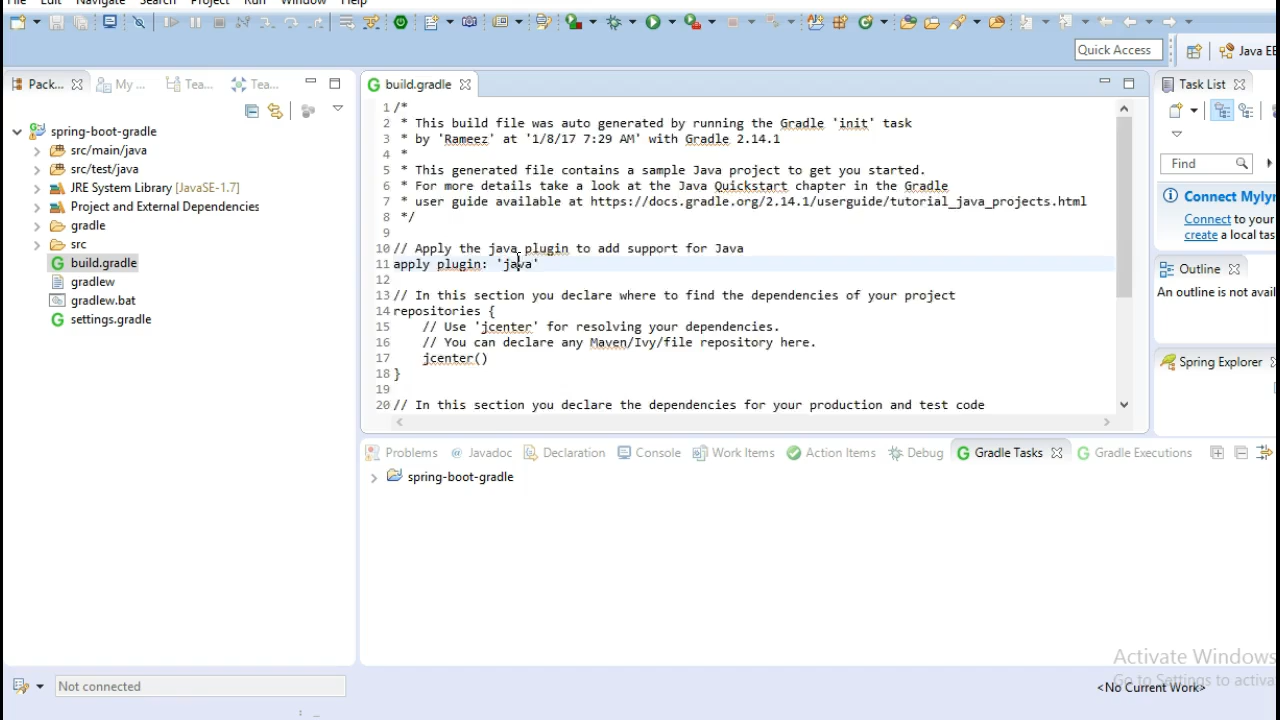 File Edit Navigate Search Project Run Window Help
Quick Access
Java EE
Pack...
My ...
Tea...
Tea...
spring-boot-gradle
src/main/java
src/test/java
JRE System Library [JavaSE-1.7]
Project and External Dependencies
gradle
src
build.gradle
gradlew
gradlew.bat
settings.gradle
build.gradle
1 /*
2 * This build file was auto generated by running the Gradle 'init' task
3 * by 'Rameez' at '1/8/17 7:29 AM' with Gradle 2.14.1
4 *
5 * This generated file contains a sample Java project to get you started.
6 * For more details take a look at the Java Quickstart chapter in the Gradle
7 * user guide available at https://docs.gradle.org/2.14.1/userguide/tutorial_java_projects.html
8 */
9
10 // Apply the java plugin to add support for Java
11 apply plugin: 'java'
12
13 // In this section you declare where to find the dependencies of your project
14 repositories {
15 // Use 'jcenter' for resolving your dependencies.
16 // You can declare any Maven/Ivy/file repository here.
17 jcenter()
18 }
19
20 // In this section you declare the dependencies for your production and test code
Task List
Find
Connect Mylyn
Connect to your
create a local tas
Outline
An outline is not avail
Spring Explorer
Problems
Javadoc
Declaration
Console
Work Items
Action Items
Debug
Gradle Tasks
Gradle Executions
spring-boot-gradle
Activate Windows
Go to Settings to activa
Not connected
<No Current Work>